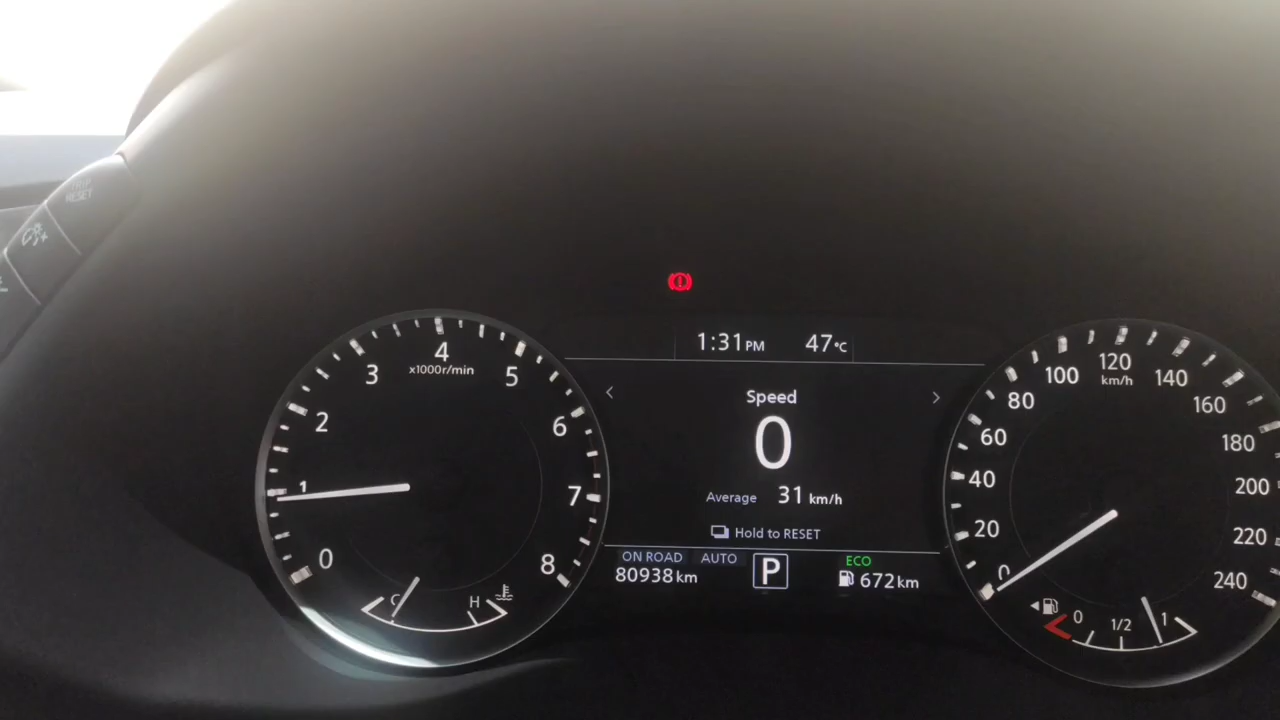 TRIP
RESET
1:31 PM 47°C
Speed
0
Average 31 km/h
Hold to RESET
ON ROAD AUTO P ECO
80938 km 672 km
0 1 2 3 4 5 6 7 8
x1000r/min
C H
0 20 40 60 80 100 120 140 160 180 200 220 240
km/h
0 1/2 1